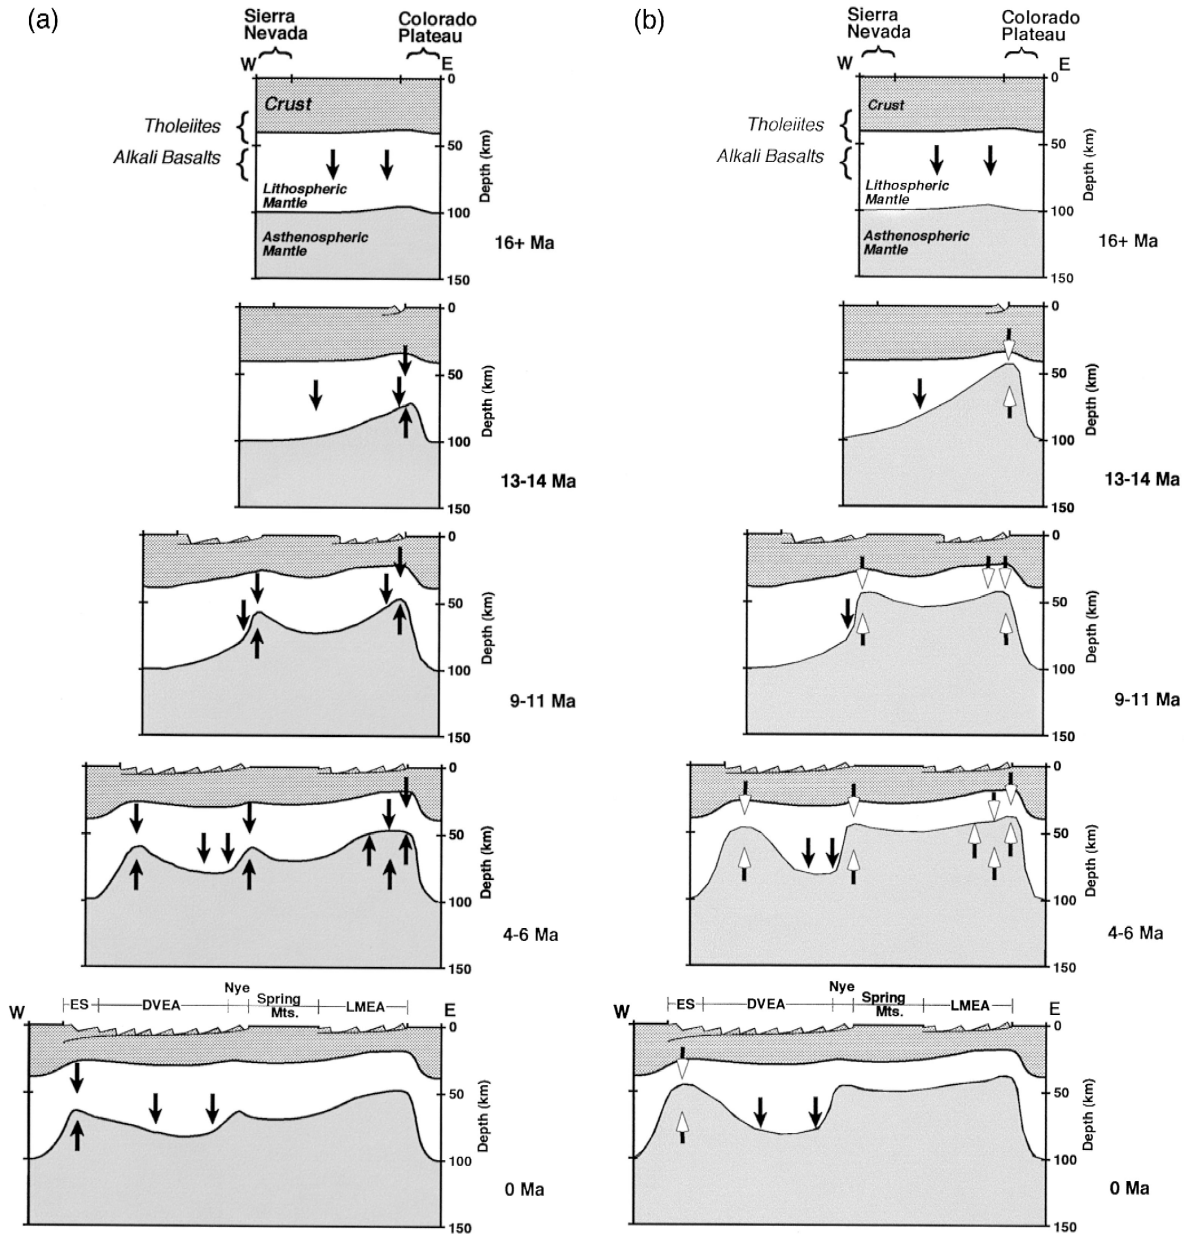 (a)
Sierra
Nevada
Colorado
Plateau
W
E
Crust
Tholeiites
Alkali Basalts
Lithospheric
Mantle
Asthenospheric
Mantle
0
50
100
150
Depth (km)
16+ Ma
0
50
100
150
Depth (km)
13-14 Ma
0
50
100
150
Depth (km)
9-11 Ma
0
50
100
150
Depth (km)
4-6 Ma
W
ES
DVEA
Nye
Spring
Mts.
LMEA
E
0
50
100
150
Depth (km)
0 Ma
(b)
Sierra
Nevada
Colorado
Plateau
W
E
Crust
Tholeiites
Alkali Basalts
Lithospheric
Mantle
Asthenospheric
Mantle
0
50
100
150
Depth (km)
16+ Ma
0
50
100
150
Depth (km)
13-14 Ma
0
50
100
150
Depth (km)
9-11 Ma
0
50
100
150
Depth (km)
4-6 Ma
W
ES
DVEA
Nye
Spring
Mts.
LMEA
E
0
50
100
150
Depth (km)
0 Ma